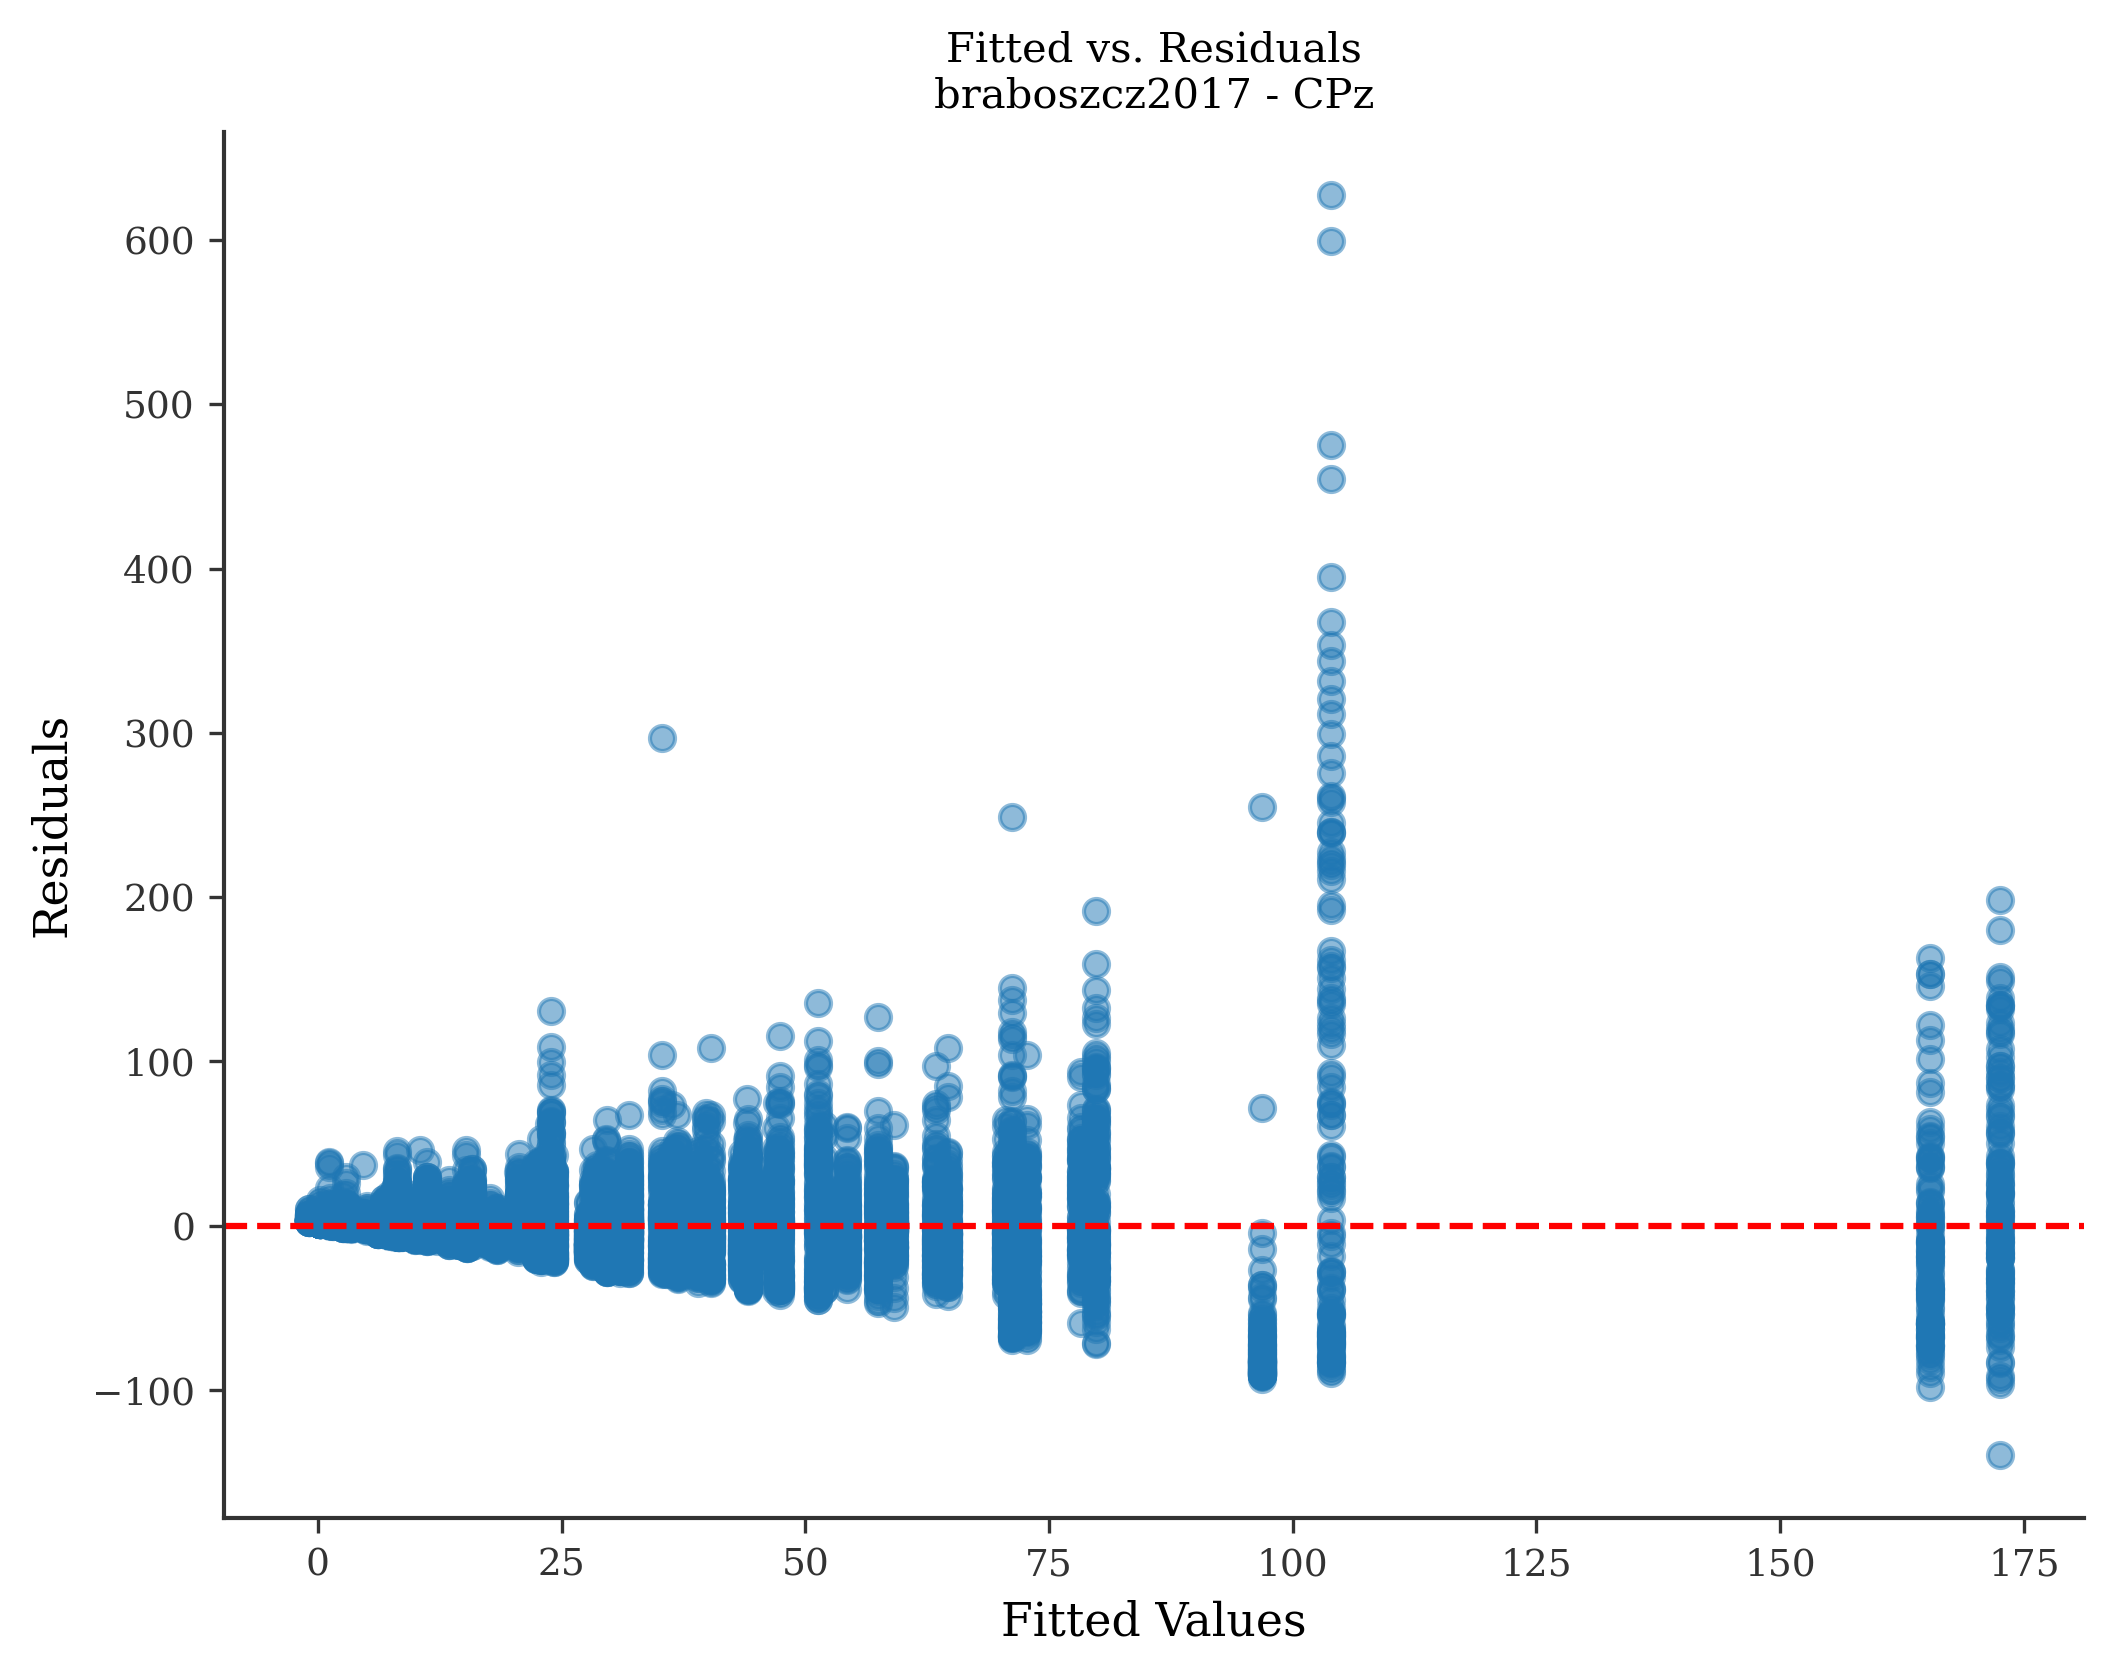 Fitted vs. Residuals
braboszcz2017 - CPz
Residuals
600
500
400
300
200
100
0
−100
0 25 50 75 100 125 150 175
Fitted Values